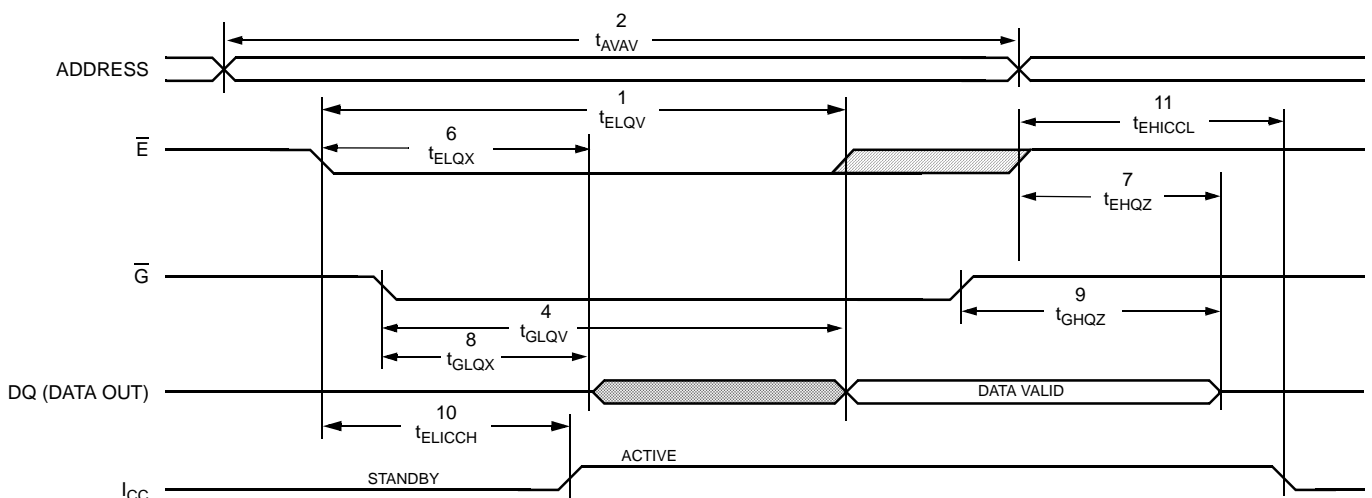 2
tAVAV
ADDRESS
1
tELQV
11
tEHICCL
6
tELQX
E
7
tEHQZ
G
9
tGHQZ
4
tGLQV
8
tGLQX
DQ (DATA OUT)
DATA VALID
10
tELICCH
ACTIVE
STANDBY
ICC